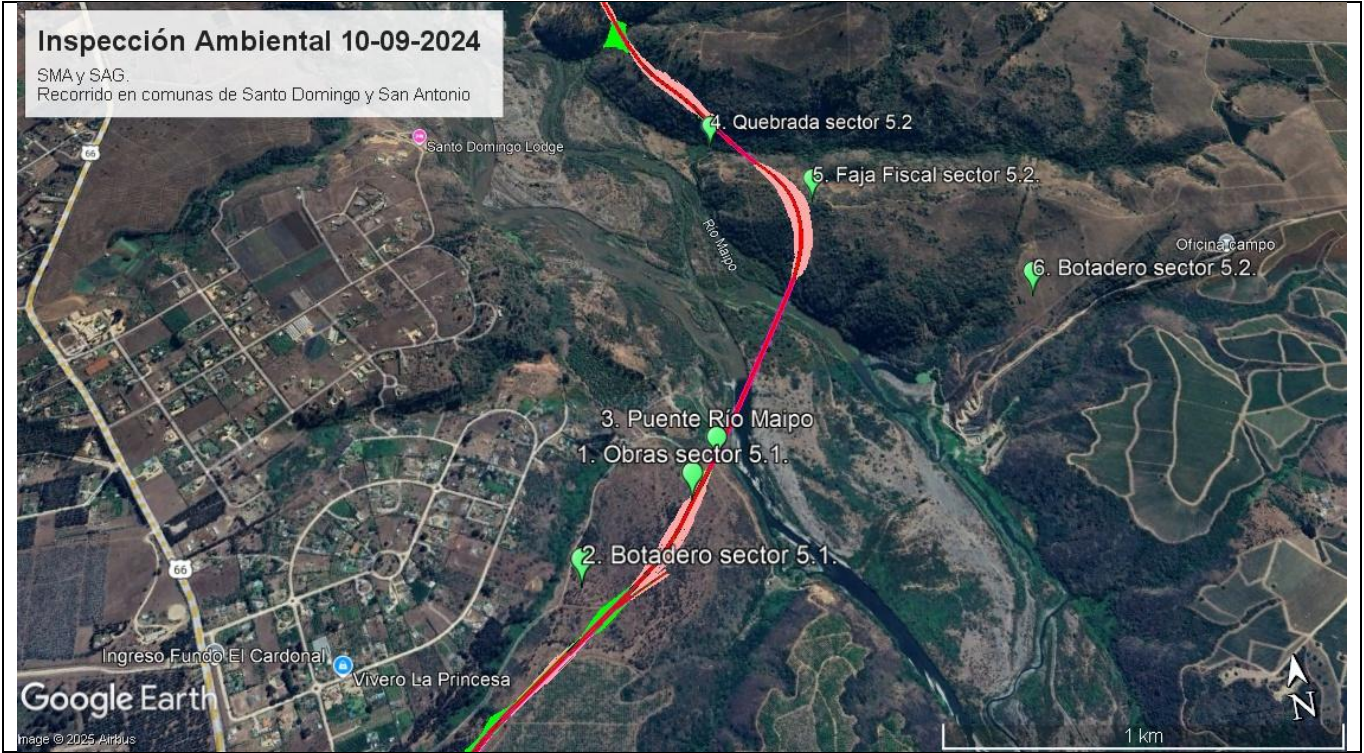 Inspección Ambiental 10-09-2024
SMA y SAG.
Recorrido en comunas de Santo Domingo y San Antonio
4. Quebrada sector 5.2
Santo Domingo Lodge
66
5. Faja Fiscal sector 5.2.
Río Maipo
Oficina campo
6. Botadero sector 5.2.
3. Puente Río Maipo
1. Obras sector 5.1.
2. Botadero sector 5.1.
66
Ingreso Fundo El Cardonal
Vivero La Princesa
Google Earth
N
1 km
Image © 2025 Airbus